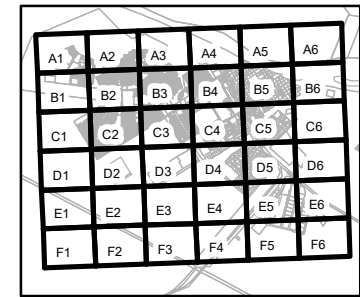 A1 A2 A3 A4 A5 A6
B1 B2 B3 B4 B5 B6
C1 C2 C3 C4 C5 C6
D1 D2 D3 D4 D5 D6
E1 E2 E3 E4 E5 E6
F1 F2 F3 F4 F5 F6